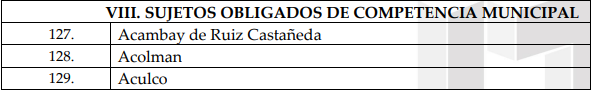 VIII. SUJETOS OBLIGADOS DE COMPETENCIA MUNICIPAL
127. Acambay de Ruiz Castañeda
128. Acolman
129. Aculco